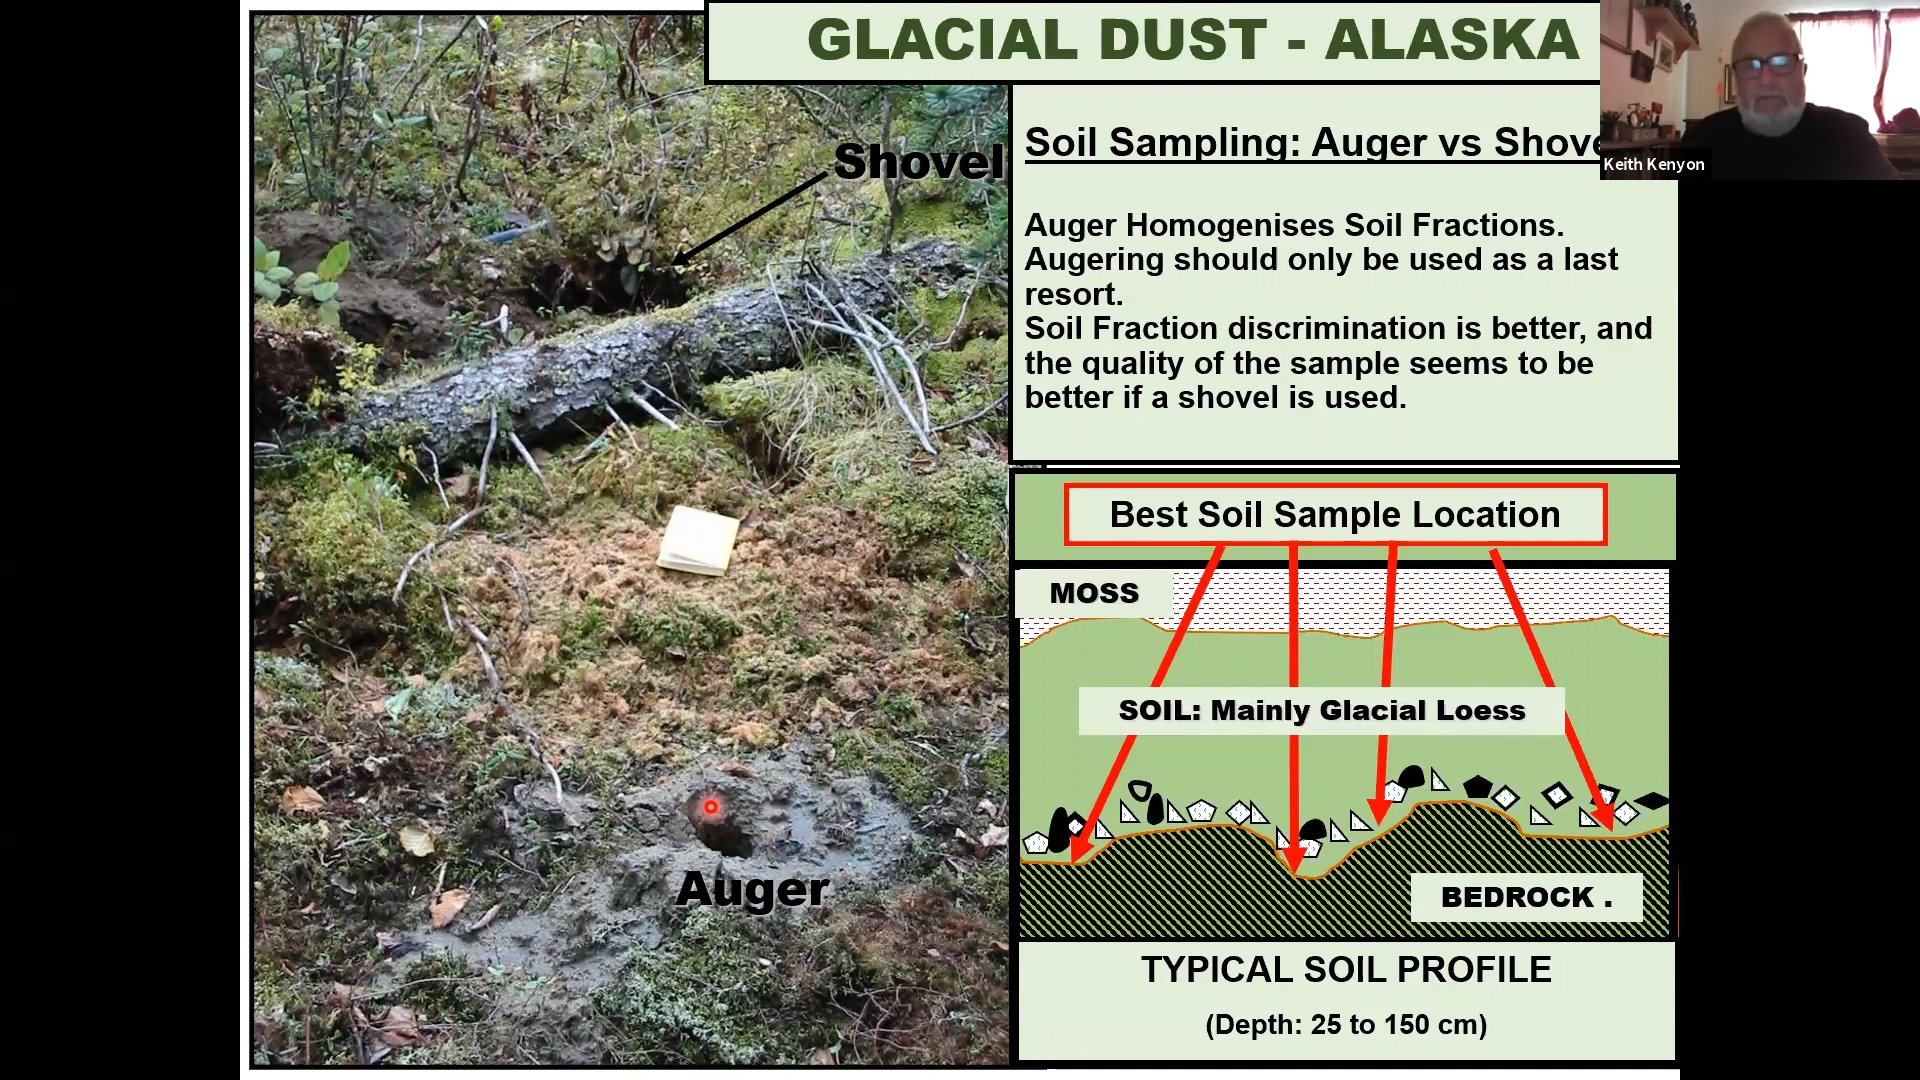 GLACIAL DUST - ALASKA
Keith Kenyon
Shovel
Soil Sampling: Auger vs Shove
Auger Homogenises Soil Fractions.
Augering should only be used as a last
resort.
Soil Fraction discrimination is better, and
the quality of the sample seems to be
better if a shovel is used.
Best Soil Sample Location
MOSS
SOIL: Mainly Glacial Loess
Auger
BEDROCK .
TYPICAL SOIL PROFILE
(Depth: 25 to 150 cm)